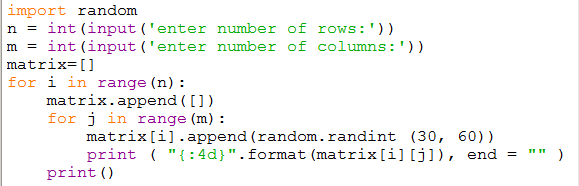 import random
n = int(input('enter number of rows:'))
m = int(input('enter number of columns:'))
matrix=[]
for i in range(n):
    matrix.append([])
    for j in range(m):
        matrix[i].append(random.randint (30, 60))
        print ( "{:4d}".format(matrix[i][j]), end = "" )
    print()